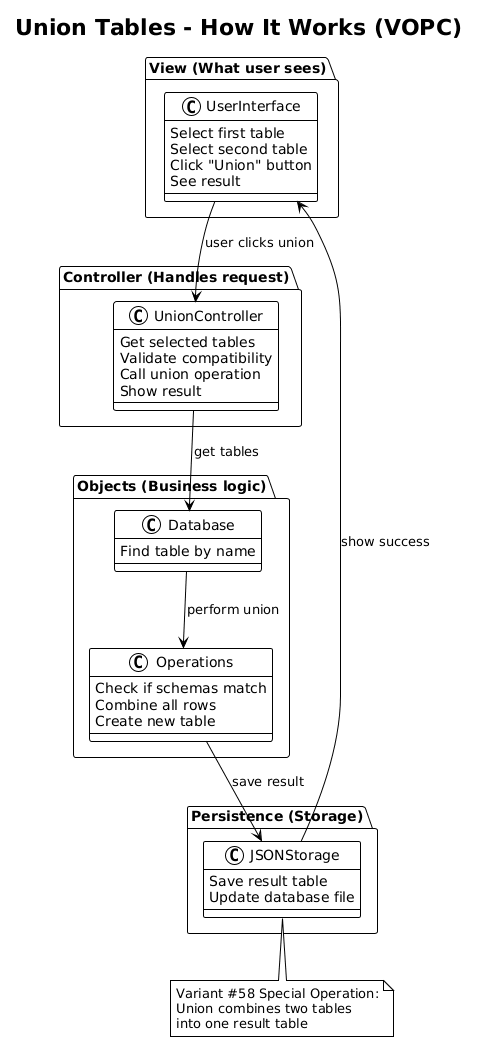 Union Tables - How It Works (VOPC)
View (What user sees)
C UserInterface
Select first table
Select second table
Click "Union" button
See result
user clicks union
Controller (Handles request)
C UnionController
Get selected tables
Validate compatibility
Call union operation
Show result
get tables
Objects (Business logic)
C Database
Find table by name
show success
perform union
C Operations
Check if schemas match
Combine all rows
Create new table
save result
Persistence (Storage)
C JSONStorage
Save result table
Update database file
Variant #58 Special Operation:
Union combines two tables
into one result table